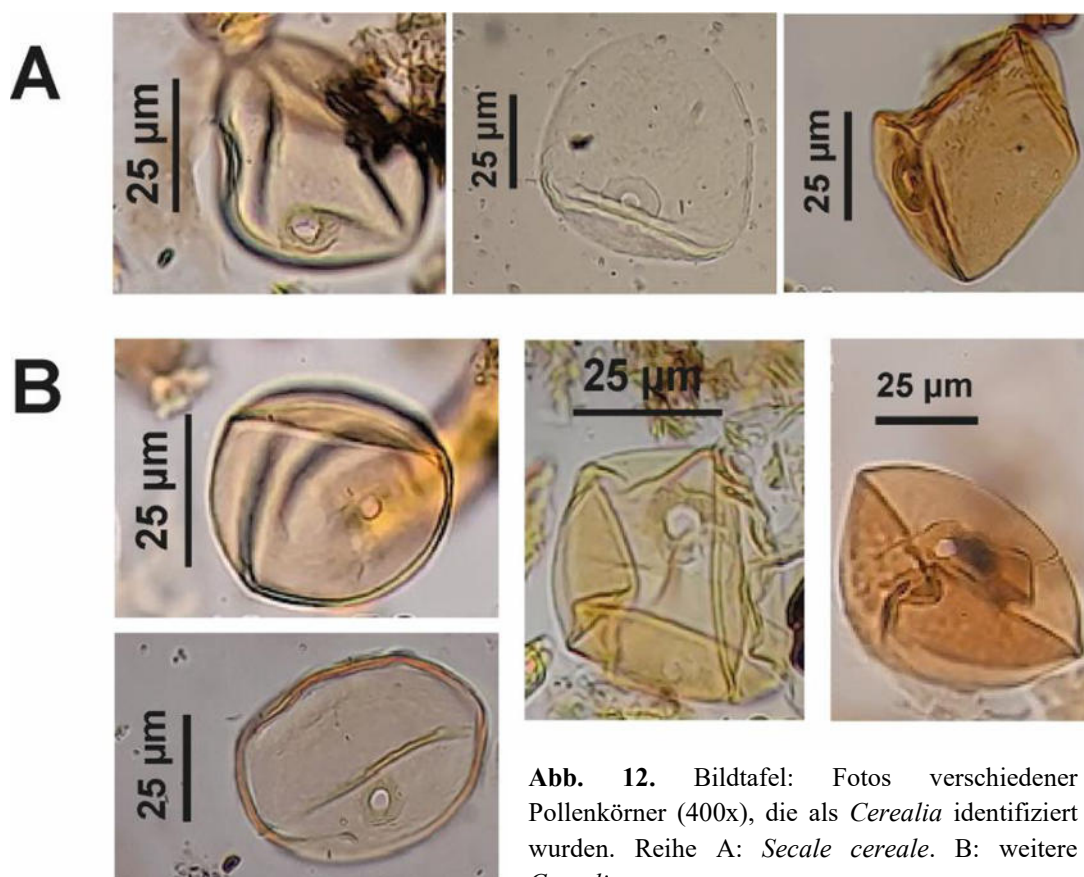 A
25 µm
25 µm
25 µm
B
25 µm
25 µm
25 µm
25 µm
Abb. 12. Bildtafel: Fotos verschiedener
Pollenkörner (400x), die als Cerealia identifiziert
wurden. Reihe A: Secale cereale. B: weitere